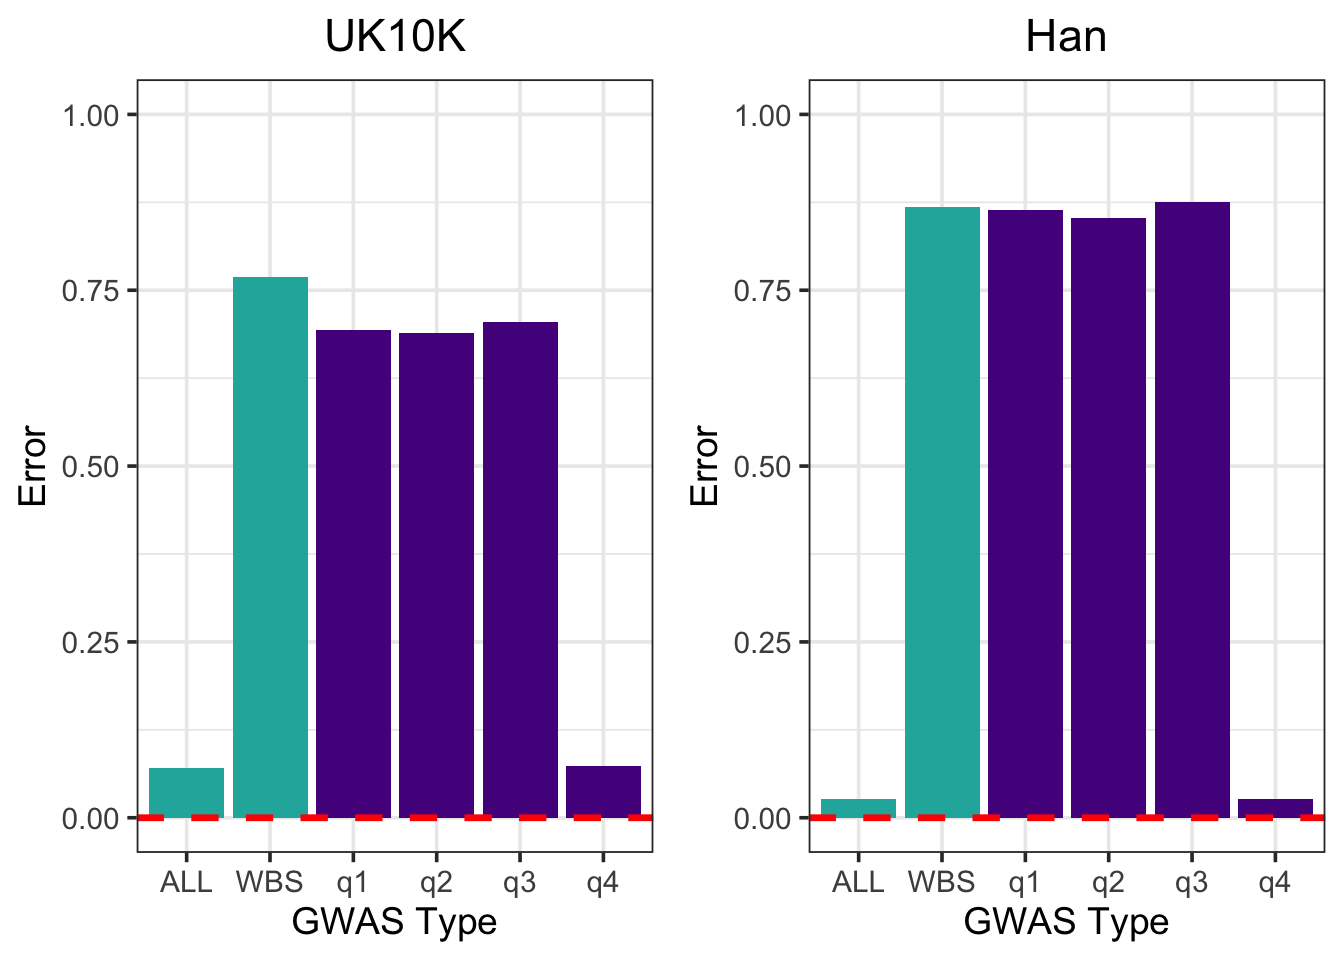 UK10K
1.00
0.75
0.50
0.25
0.00
Error
ALL WBS q1 q2 q3 q4
GWAS Type
Han
1.00
0.75
0.50
0.25
0.00
Error
ALL WBS q1 q2 q3 q4
GWAS Type